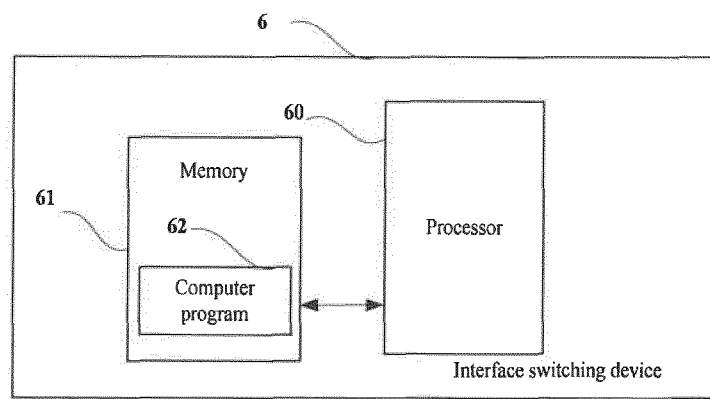 6
60
Memory
61
62
Processor
Computer
program
Interface switching device